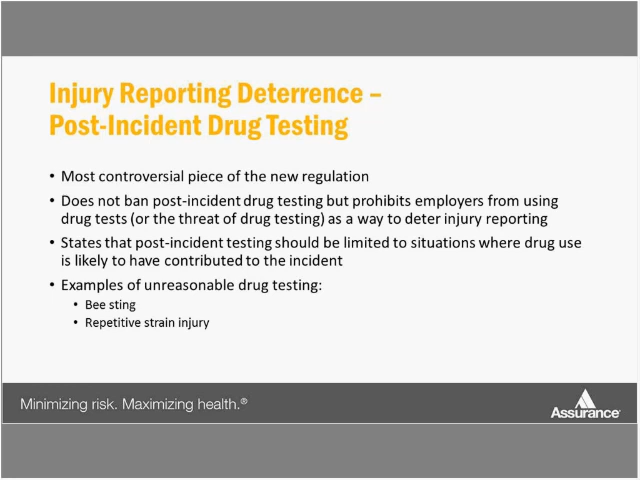 Injury Reporting Deterrence –
Post-Incident Drug Testing
• Most controversial piece of the new regulation
• Does not ban post-incident drug testing but prohibits employers from using
drug tests (or the threat of drug testing) as a way to deter injury reporting
• States that post-incident testing should be limited to situations where drug use
is likely to have contributed to the incident
• Examples of unreasonable drug testing:
• Bee sting
• Repetitive strain injury
Minimizing risk. Maximizing health.®
Assurance